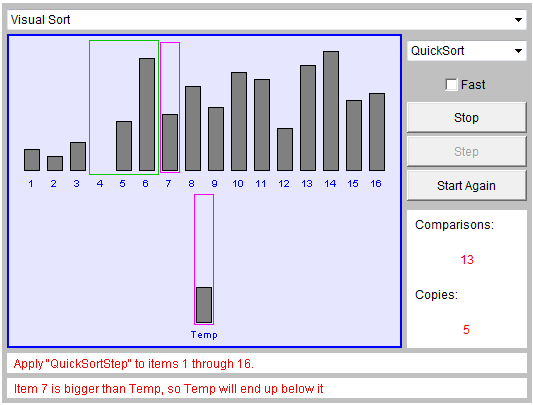 Visual Sort
QuickSort
Fast
Stop
Step
Start Again
1 2 3 4 5 6 7 8 9 10 11 12 13 14 15 16
Temp
Comparisons:
13
Copies:
5
Apply "QuickSortStep" to items 1 through 16.
Item 7 is bigger than Temp, so Temp will end up below it